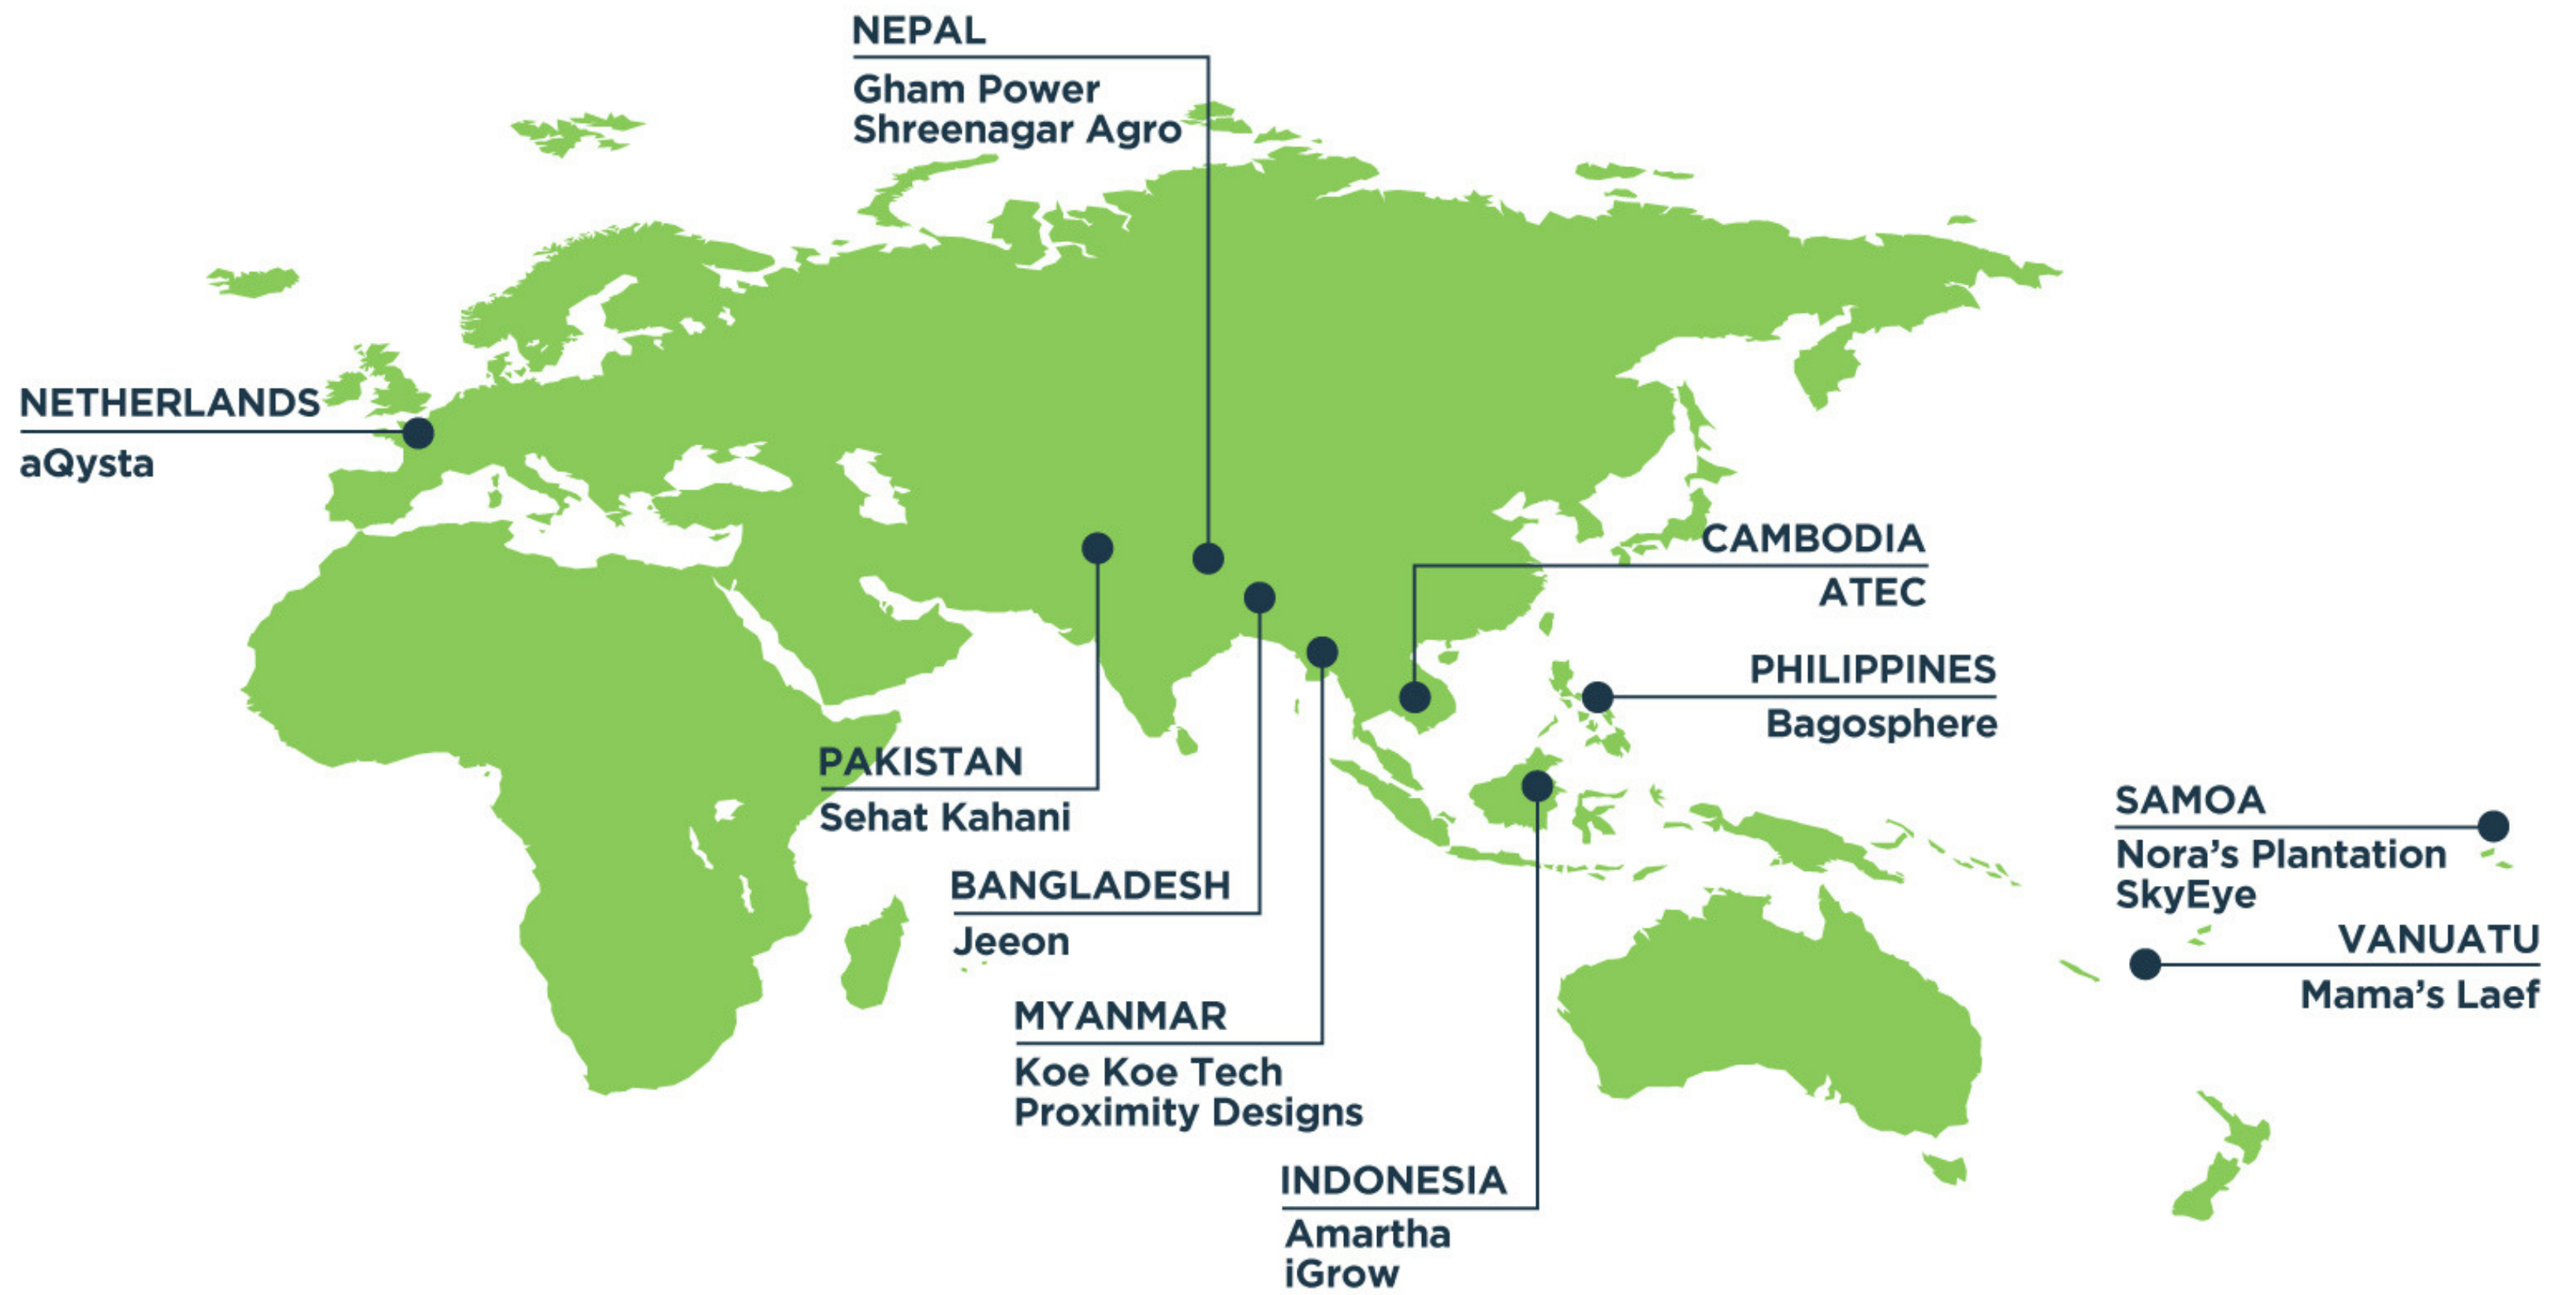 NEPAL
Gham Power
Shreenagar Agro
NETHERLANDS
aQysta
CAMBODIA
ATEC
PHILIPPINES
Bagosphere
PAKISTAN
Sehat Kahani
SAMOA
Nora's Plantation
SkyEye
BANGLADESH
Jeeon
VANUATU
Mama's Laef
MYANMAR
Koe Koe Tech
Proximity Designs
INDONESIA
Amartha
iGrow